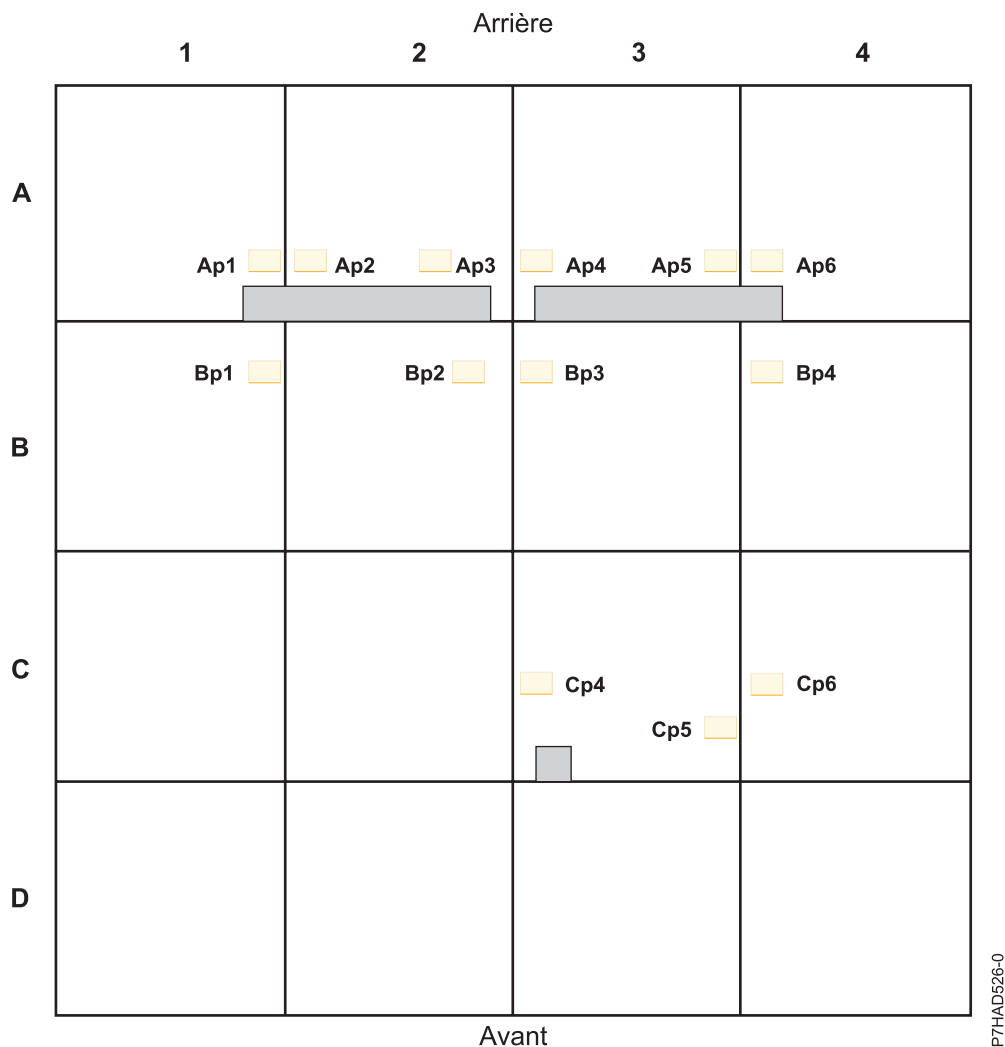 Arrière
1 2 3 4
A
Ap1 Ap2 Ap3 Ap4 Ap5 Ap6
Bp1 Bp2 Bp3 Bp4
B
C
Cp4 Cp6
Cp5
D
Avant
P7HAD526-0